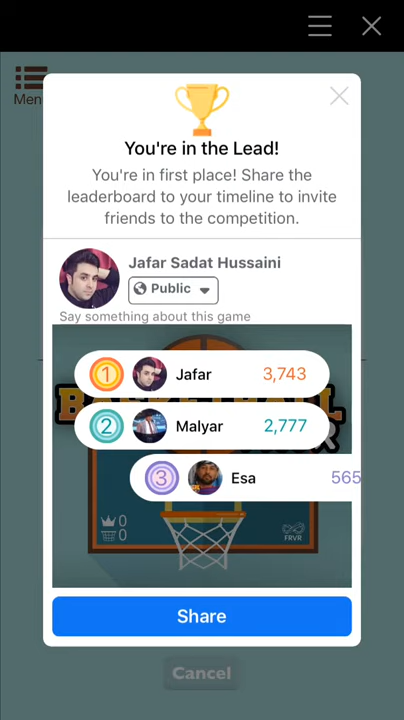 Men
You're in the Lead!
You're in first place! Share the
leaderboard to your timeline to invite
friends to the competition.
Jafar Sadat Hussaini
Public
Say something about this game
1 Jafar 3,743
BASKETBALL
2 Malyar 2,777
3 Esa 565
0
0
FRVR
Share
Cancel